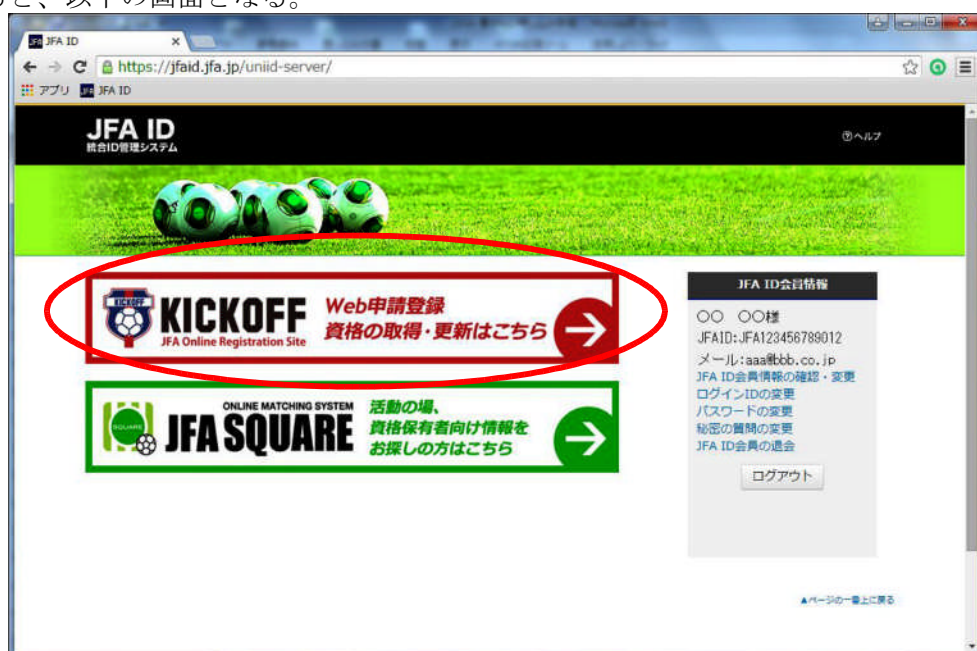 と、以下の画面となる。
JFA ID
https://jfaid.jfa.jp/uniid-server/
アプリ JFA ID
JFA ID
統合ID管理システム
ヘルプ
KICKOFF
KICKOFF
JFA Online Registration Site
Web申請登録
資格の取得・更新はこちら
SQUARE
ONLINE MATCHING SYSTEM
JFA SQUARE
活動の場、
資格保有者向け情報を
お探しの方はこちら
JFA ID会員情報
○○ ○○様
JFAID:JFA123456789012
メール:aaa@bbb.co.jp
JFA ID会員情報の確認・変更
ログインIDの変更
パスワードの変更
秘密の質問の変更
JFA ID会員の退会
ログアウト
▲ページの一番上に戻る